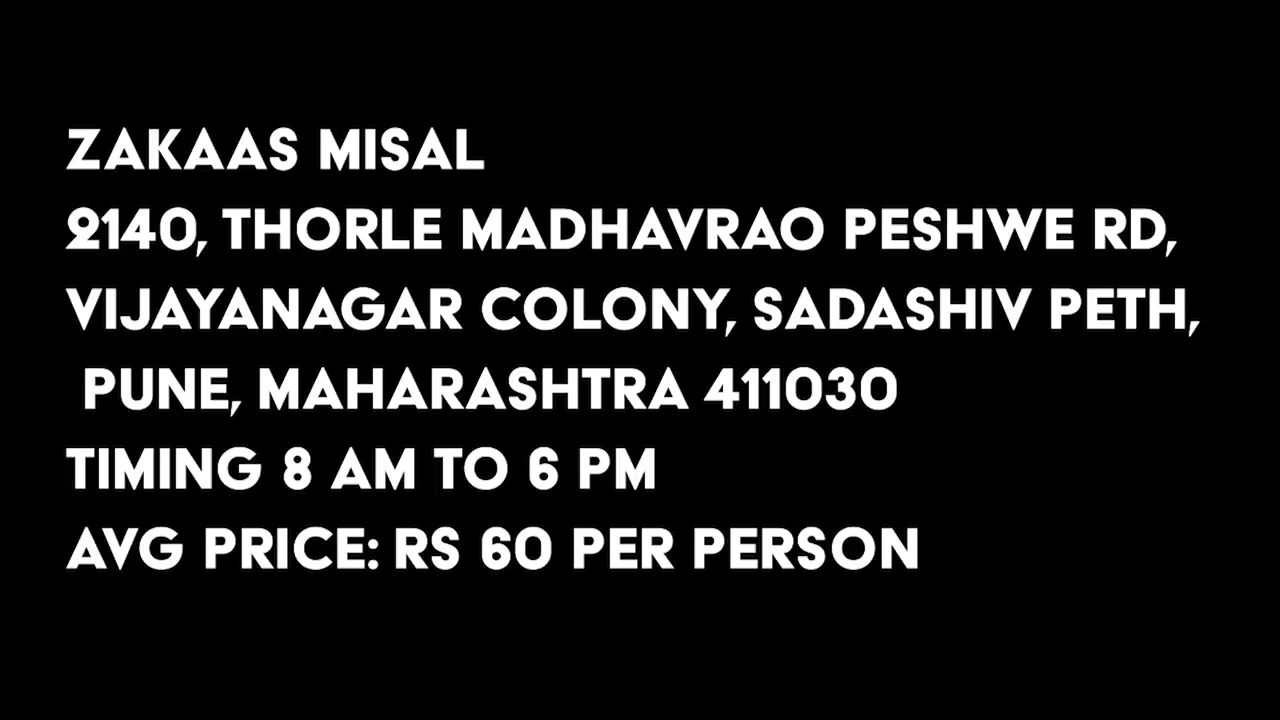 ZAKAAS MISAL
2140, THORLE MADHAVRAO PESHWE RD,
VIJAYANAGAR COLONY, SADASHIV PETH,
PUNE, MAHARASHTRA 411030
TIMING 8 AM TO 6 PM
AVG PRICE: RS 60 PER PERSON